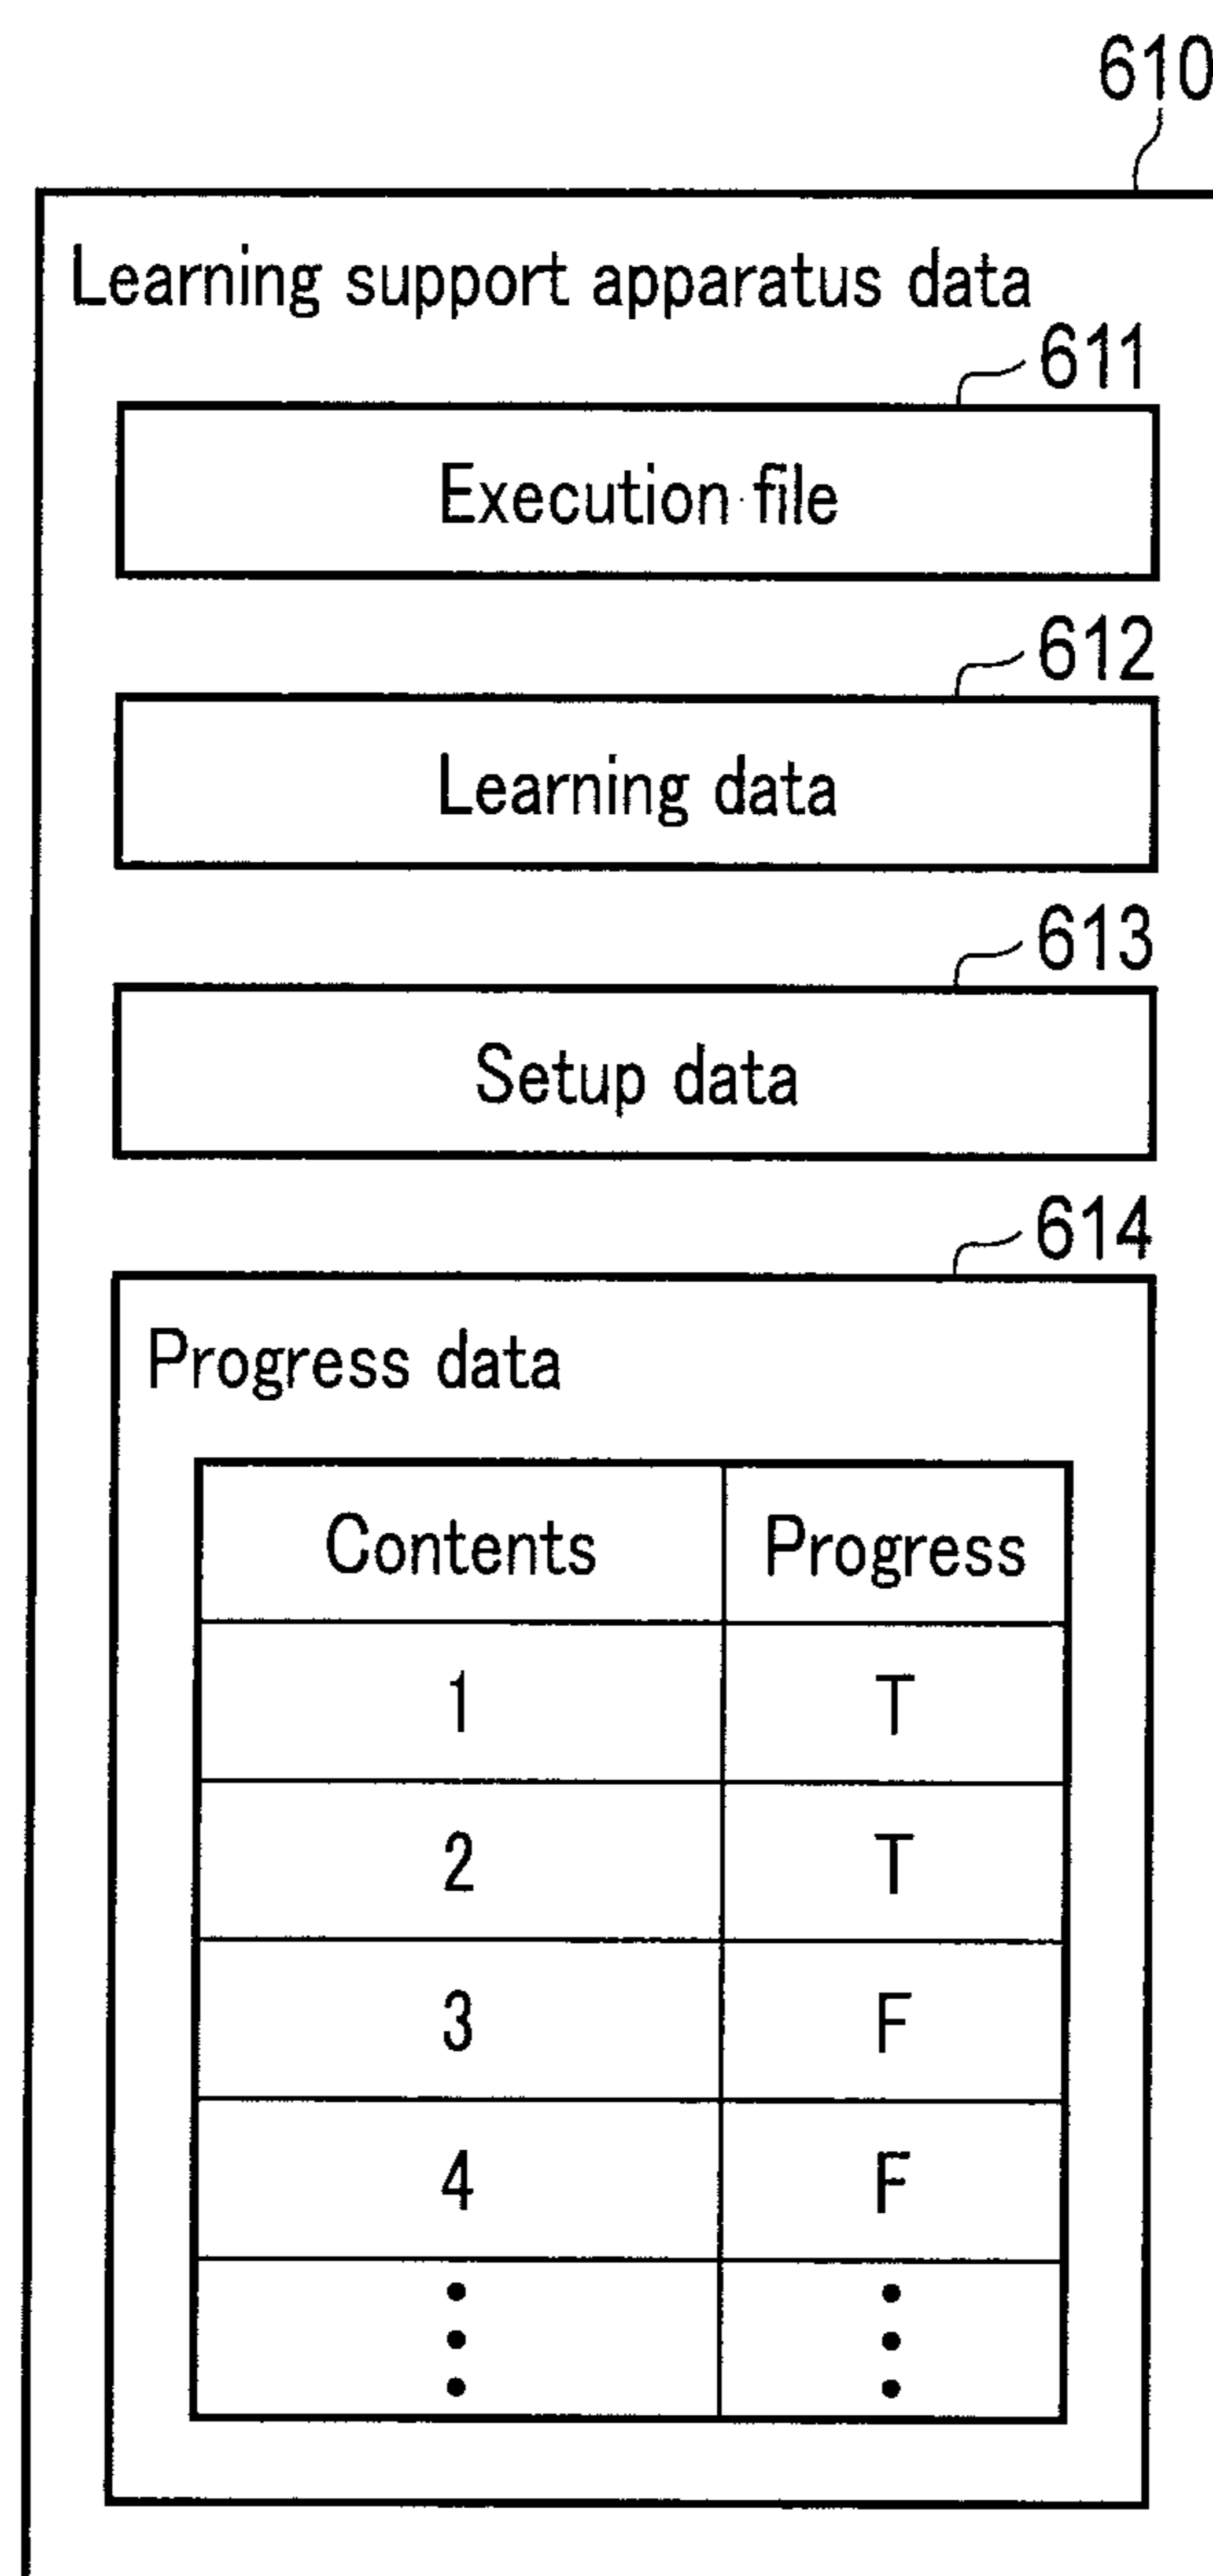 610
Learning support apparatus data
611
Execution file
612
Learning data
613
Setup data
614
Progress data
Contents Progress
1 T
2 T
3 F
4 F